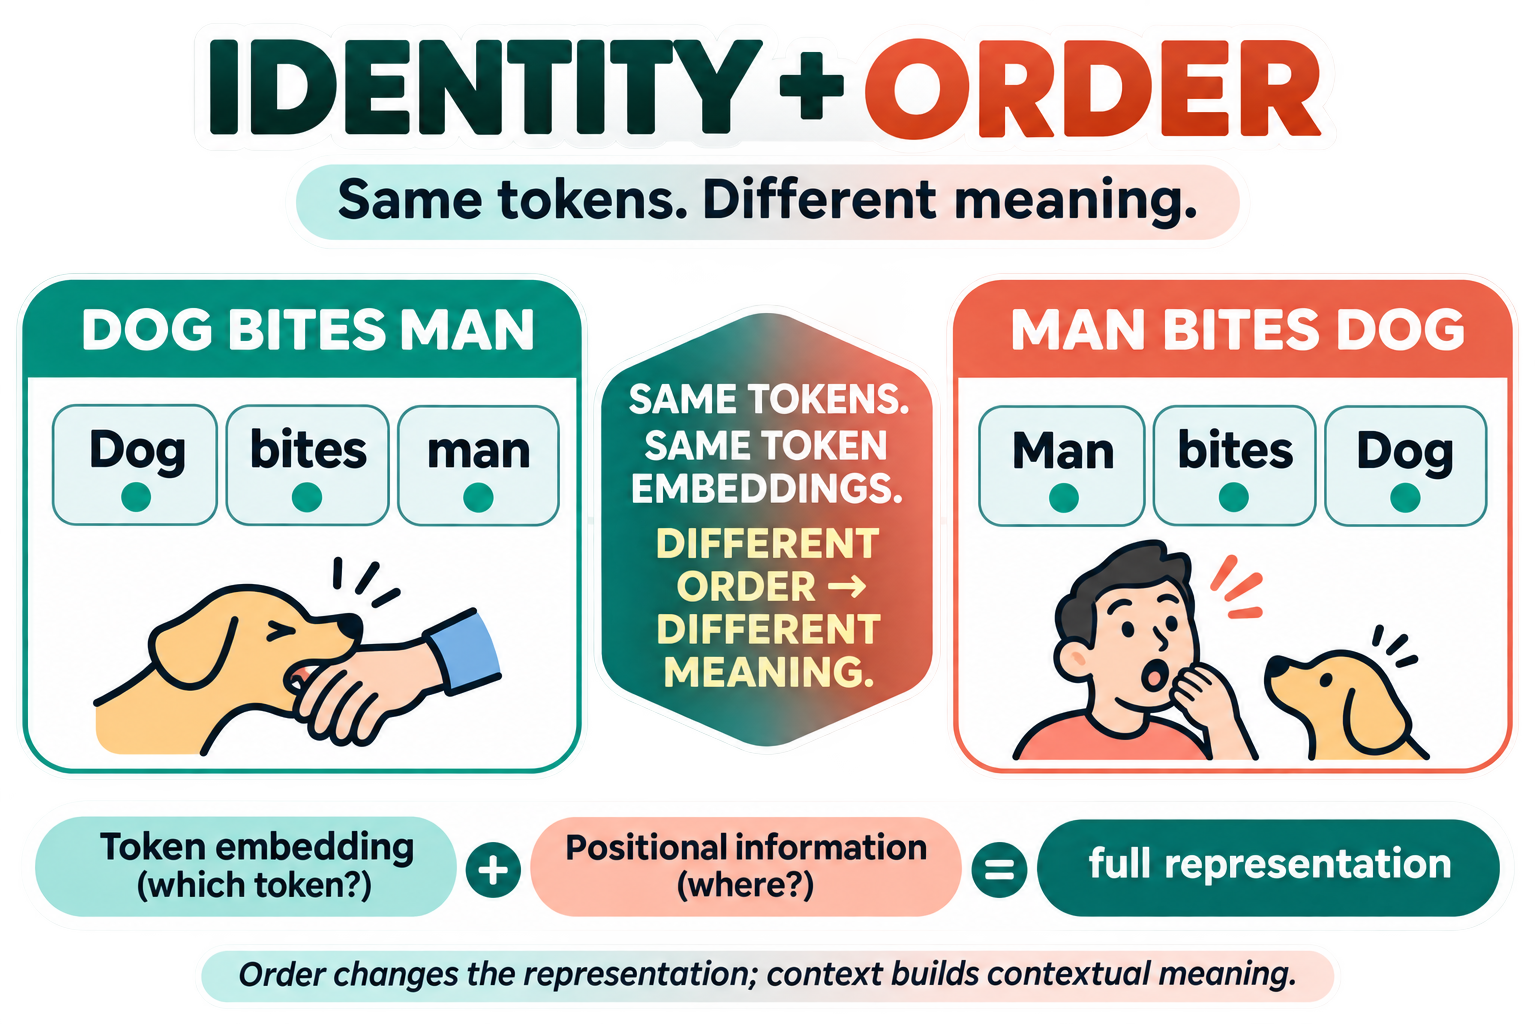 IDENTITY + ORDER
Same tokens. Different meaning.
DOG BITES MAN
Dog bites man
SAME TOKENS.
SAME TOKEN
EMBEDDINGS.
DIFFERENT
ORDER →
DIFFERENT
MEANING.
MAN BITES DOG
Man bites Dog
Token embedding
(which token?)
+
Positional information
(where?)
=
full representation
Order changes the representation; context builds contextual meaning.